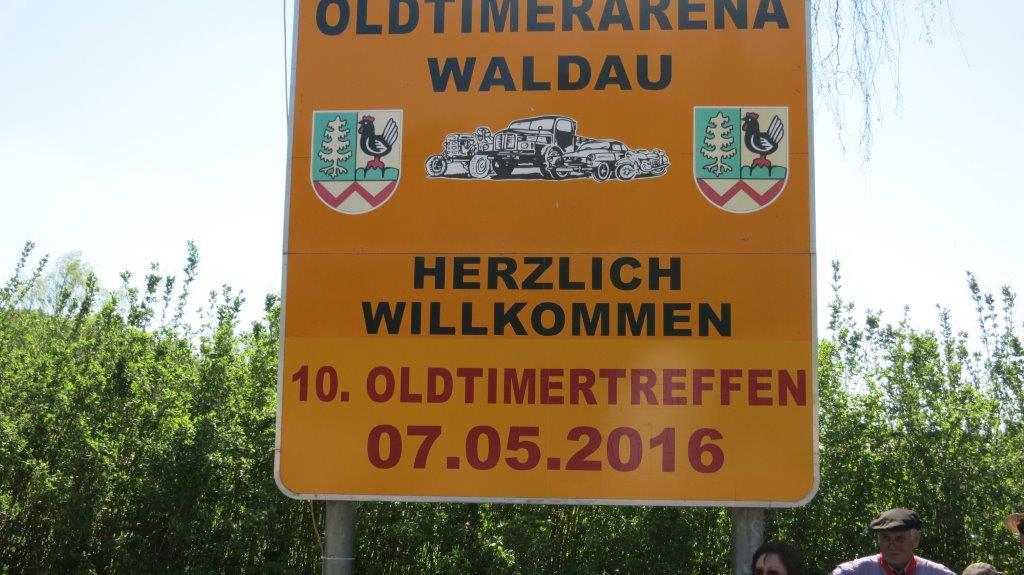 OLDTIMERARENA
WALDAU
HERZLICH
WILLKOMMEN
10. OLDTIMERTREFFEN
07.05.2016